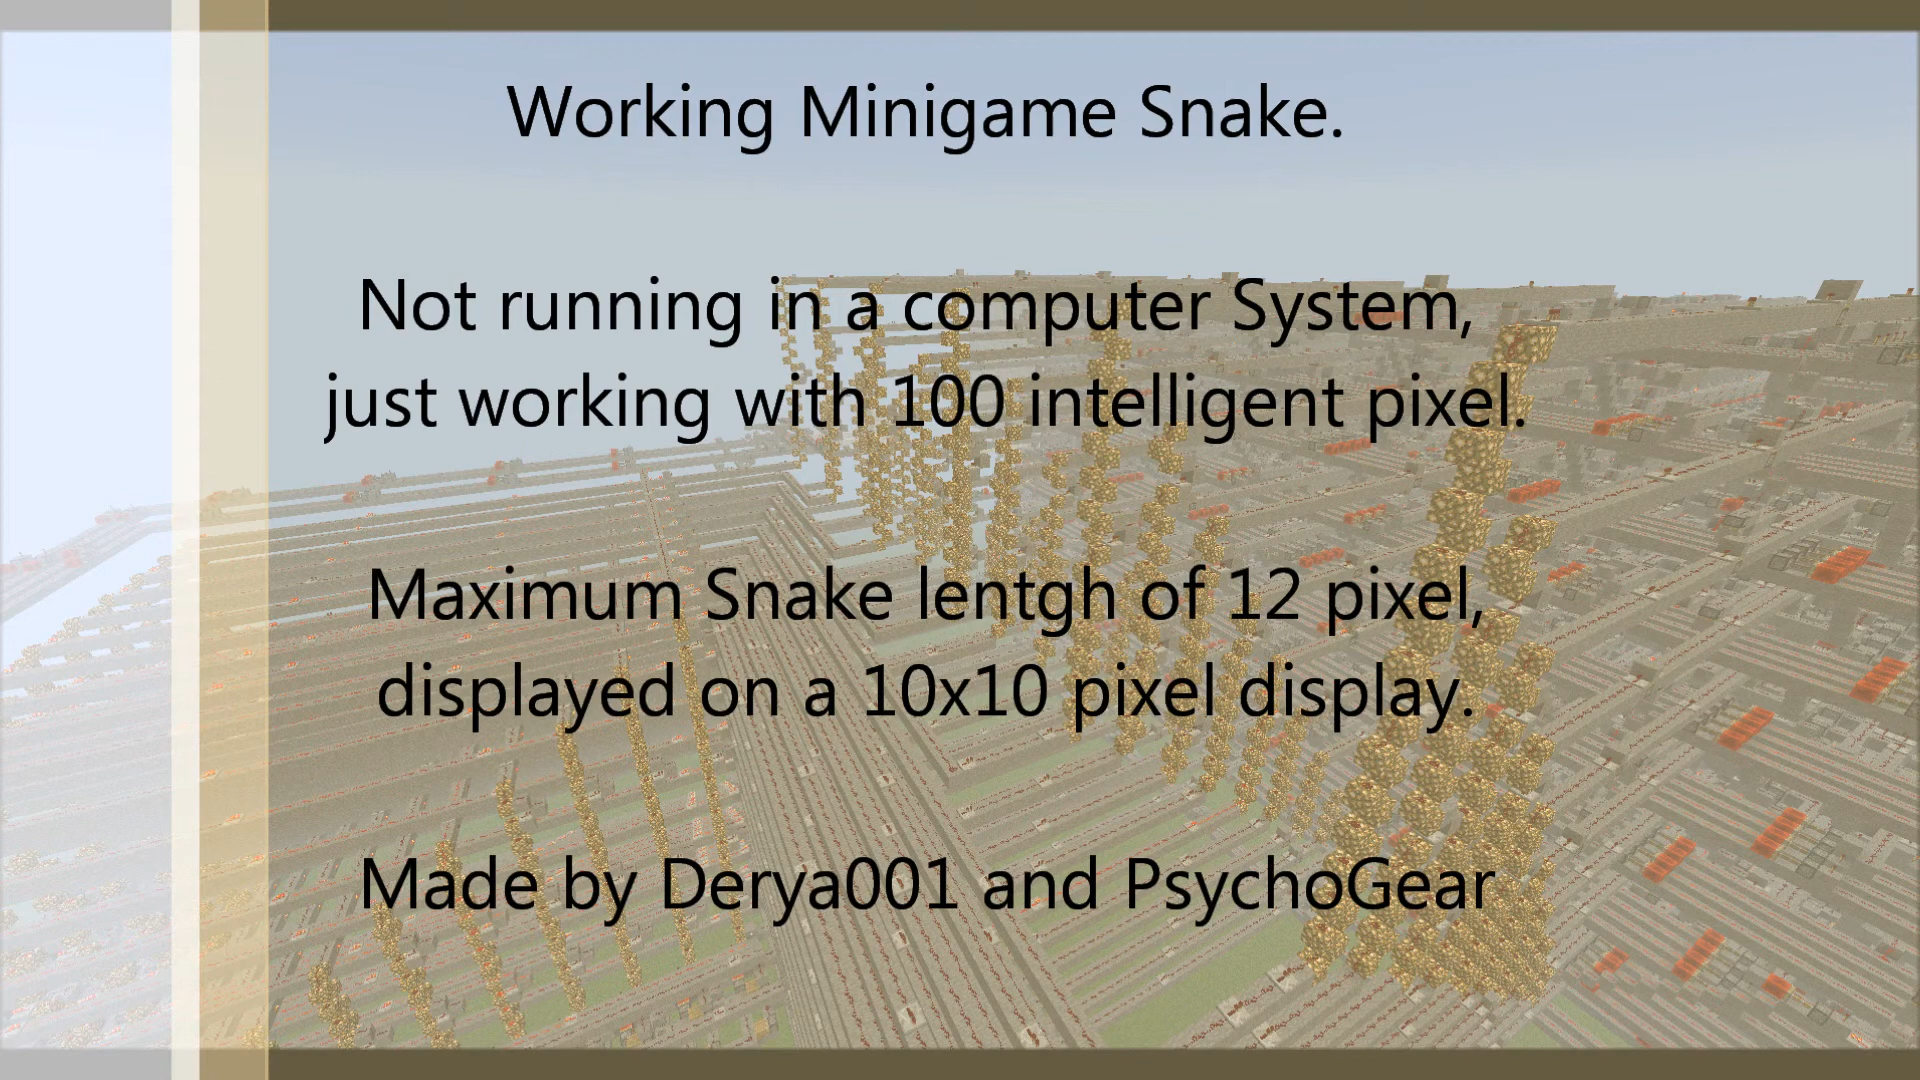 Working Minigame Snake.
Not running in a computer System,
just working with 100 intelligent pixel.
Maximum Snake lentgh of 12 pixel,
displayed on a 10x10 pixel display.
Made by Derya001 and PsychoGear